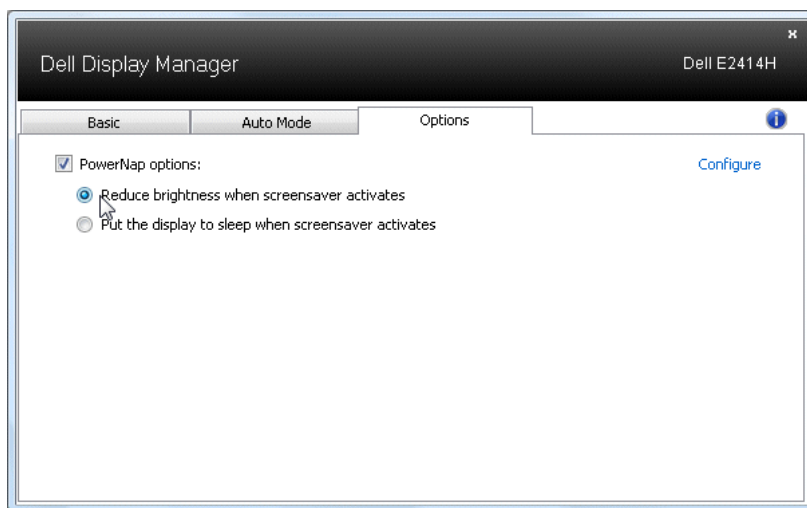 x
Dell Display Manager
Dell E2414H
Basic
Auto Mode
Options
i
PowerNap options:
Configure
Reduce brightness when screensaver activates
Put the display to sleep when screensaver activates